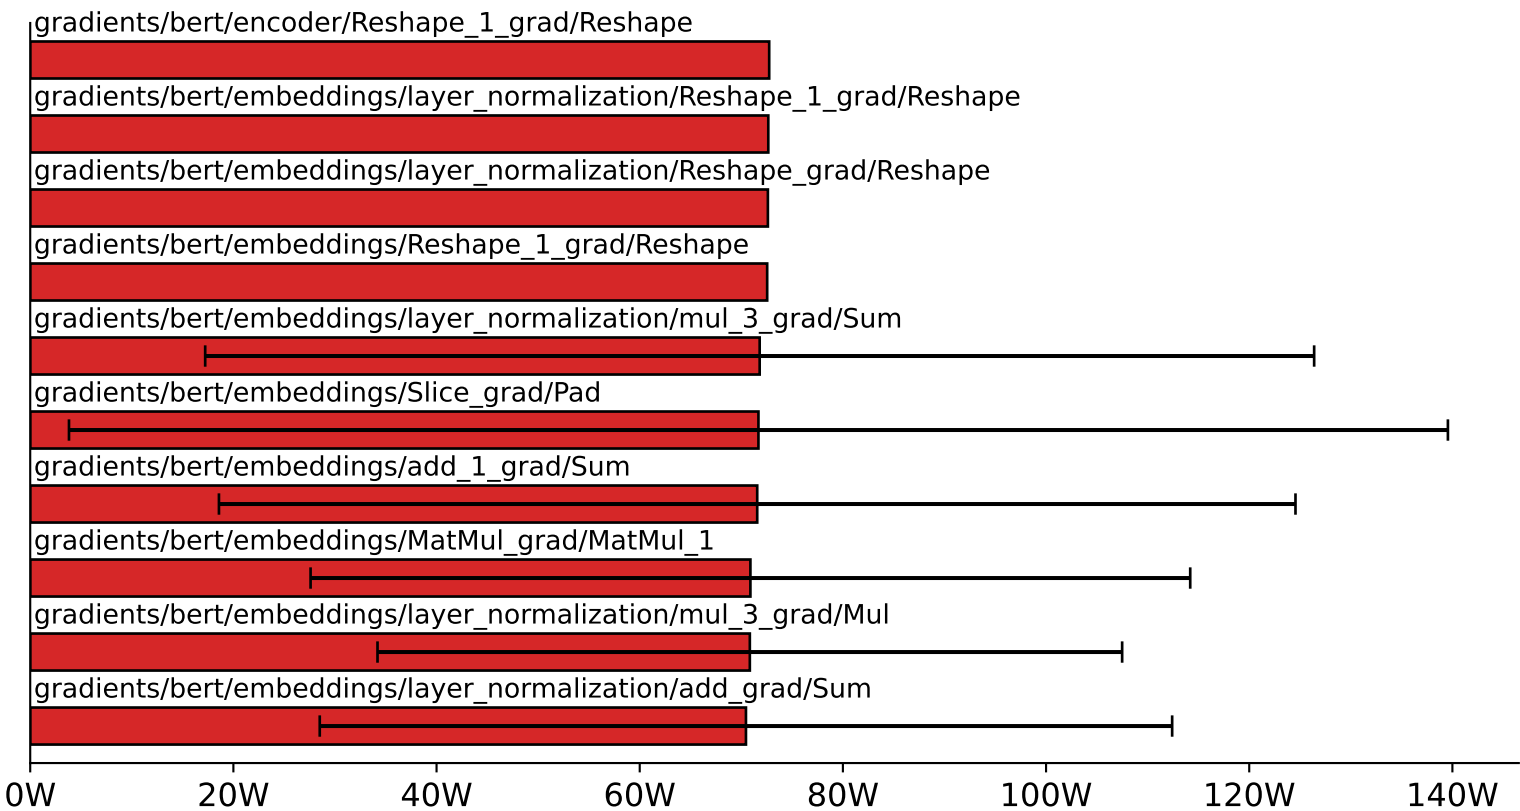 gradients/bert/encoder/Reshape_1_grad/Reshape
gradients/bert/embeddings/layer_normalization/Reshape_1_grad/Reshape
gradients/bert/embeddings/layer_normalization/Reshape_grad/Reshape
gradients/bert/embeddings/Reshape_1_grad/Reshape
gradients/bert/embeddings/layer_normalization/mul_3_grad/Sum
gradients/bert/embeddings/Slice_grad/Pad
gradients/bert/embeddings/add_1_grad/Sum
gradients/bert/embeddings/MatMul_grad/MatMul_1
gradients/bert/embeddings/layer_normalization/mul_3_grad/Mul
gradients/bert/embeddings/layer_normalization/add_grad/Sum
0W 20W 40W 60W 80W 100W 120W 140W